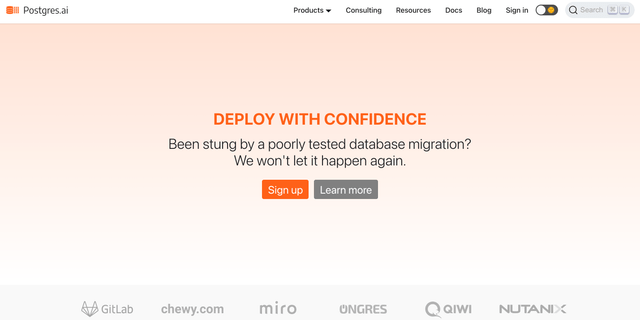 Postgres.ai
Products Consulting Resources Docs Blog Sign in Search ⌘ K
DEPLOY WITH CONFIDENCE
Been stung by a poorly tested database migration?
We won't let it happen again.
Sign up Learn more
GitLab chewy.com miro ONGRES QIWI NUTANIX